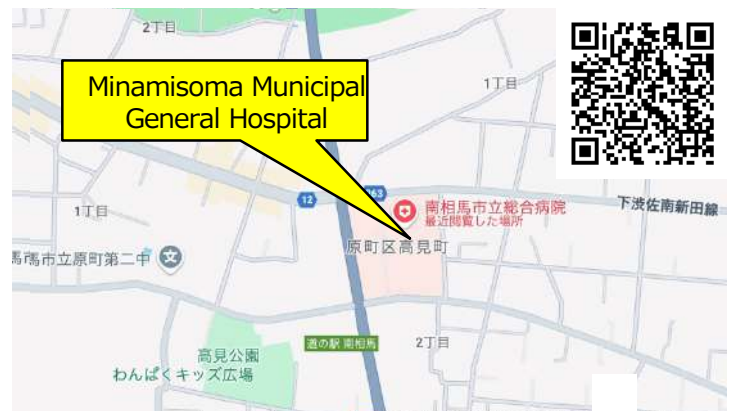 2丁目
Minamisoma Municipal
General Hospital
1丁目
12
263
南相馬市立総合病院
最近閲覧した場所
下渋佐南新田線
1丁目
原町区高見町
馬市立原町第二中
文
道の駅 南相馬
2丁目
高見公園
わんぱくキッズ広場